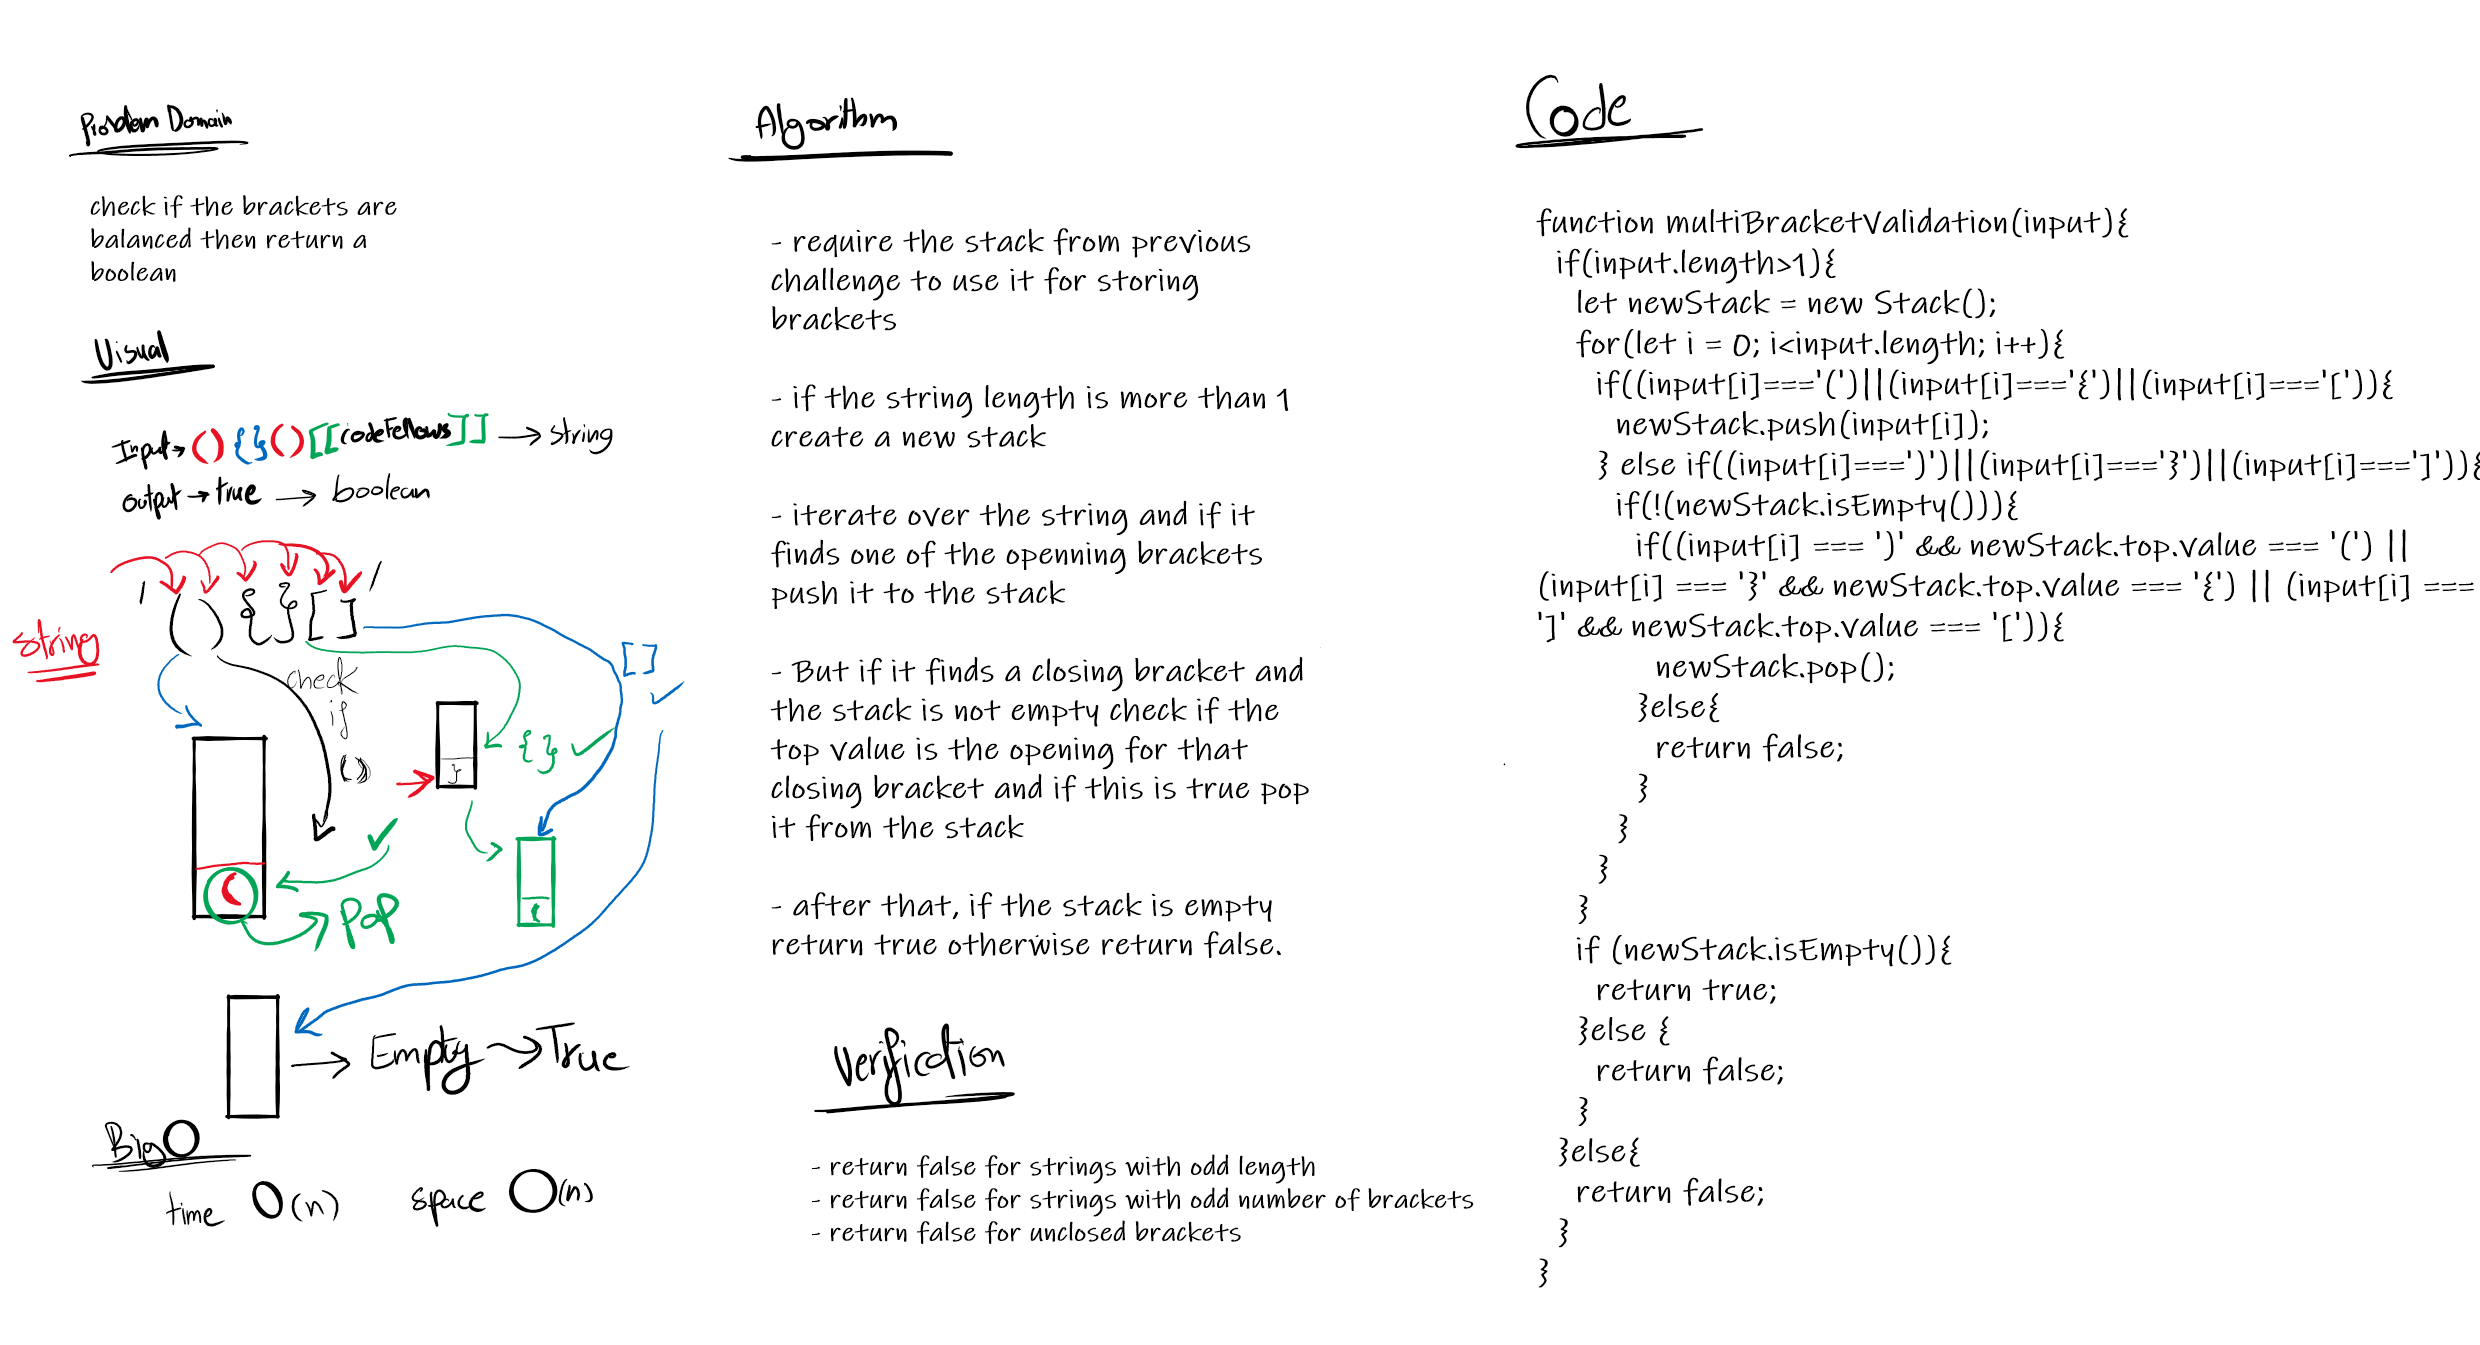 Problem Domain
check if the brackets are
balanced then return a
boolean
Visual
Input → (){}()[[codeFellows]] → string
output → true → boolean
' (){}[] '
string
check
if
()
[]
{}
}
(
pop
{
Empty → True
Big O
time O(n) space O(n)
Algorithm
- require the stack from previous
challenge to use it for storing
brackets
- if the string length is more than 1
create a new stack
- iterate over the string and if it
finds one of the openning brackets
push it to the stack
- But if it finds a closing bracket and
the stack is not empty check if the
top value is the opening for that
closing bracket and if this is true pop
it from the stack
- after that, if the stack is empty
return true otherwise return false.
Verification
- return false for strings with odd length
- return false for strings with odd number of brackets
- return false for unclosed brackets
Code
function multiBracketValidation(input){
if(input.length>1){
let newStack = new Stack();
for(let i = 0; i<input.length; i++){
if((input[i]==='(')||(input[i]==='{')||(input[i]==='[')){
newStack.push(input[i]);
} else if((input[i]===')')||(input[i]==='}')||(input[i]===']')){
if(!(newStack.isEmpty())){
if((input[i] === ')' && newStack.top.value === '(') ||
(input[i] === '}' && newStack.top.value === '{') || (input[i] ===
']' && newStack.top.value === '[')){
newStack.pop();
}else{
return false;
}
}
}
}
if (newStack.isEmpty()){
return true;
}else {
return false;
}
}else{
return false;
}
}